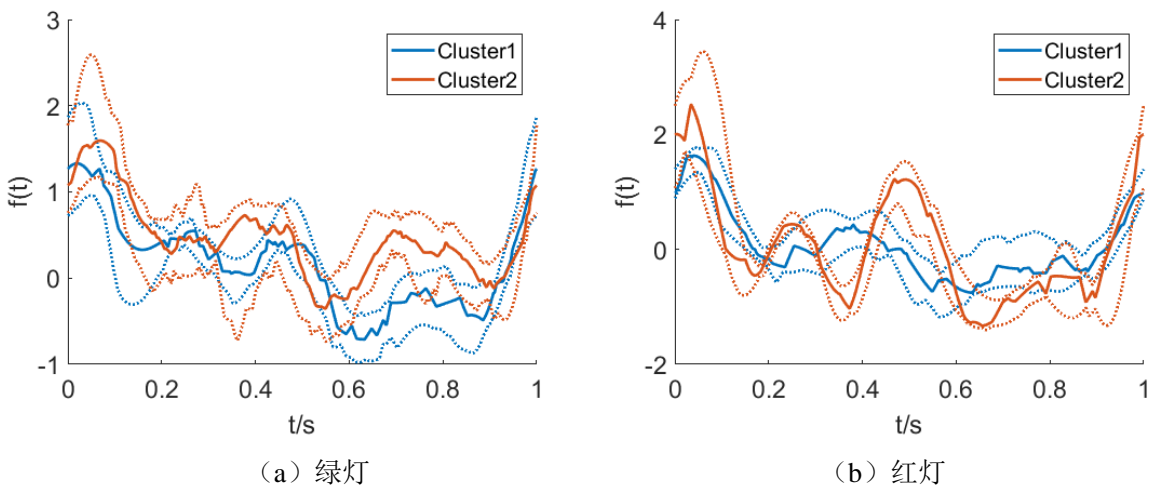 3
2
1
0
-1
f(t)
0
0.2
0.4
0.6
0.8
1
t/s
Cluster1
Cluster2
（a）绿灯
4
2
0
-2
f(t)
0
0.2
0.4
0.6
0.8
1
t/s
Cluster1
Cluster2
（b）红灯